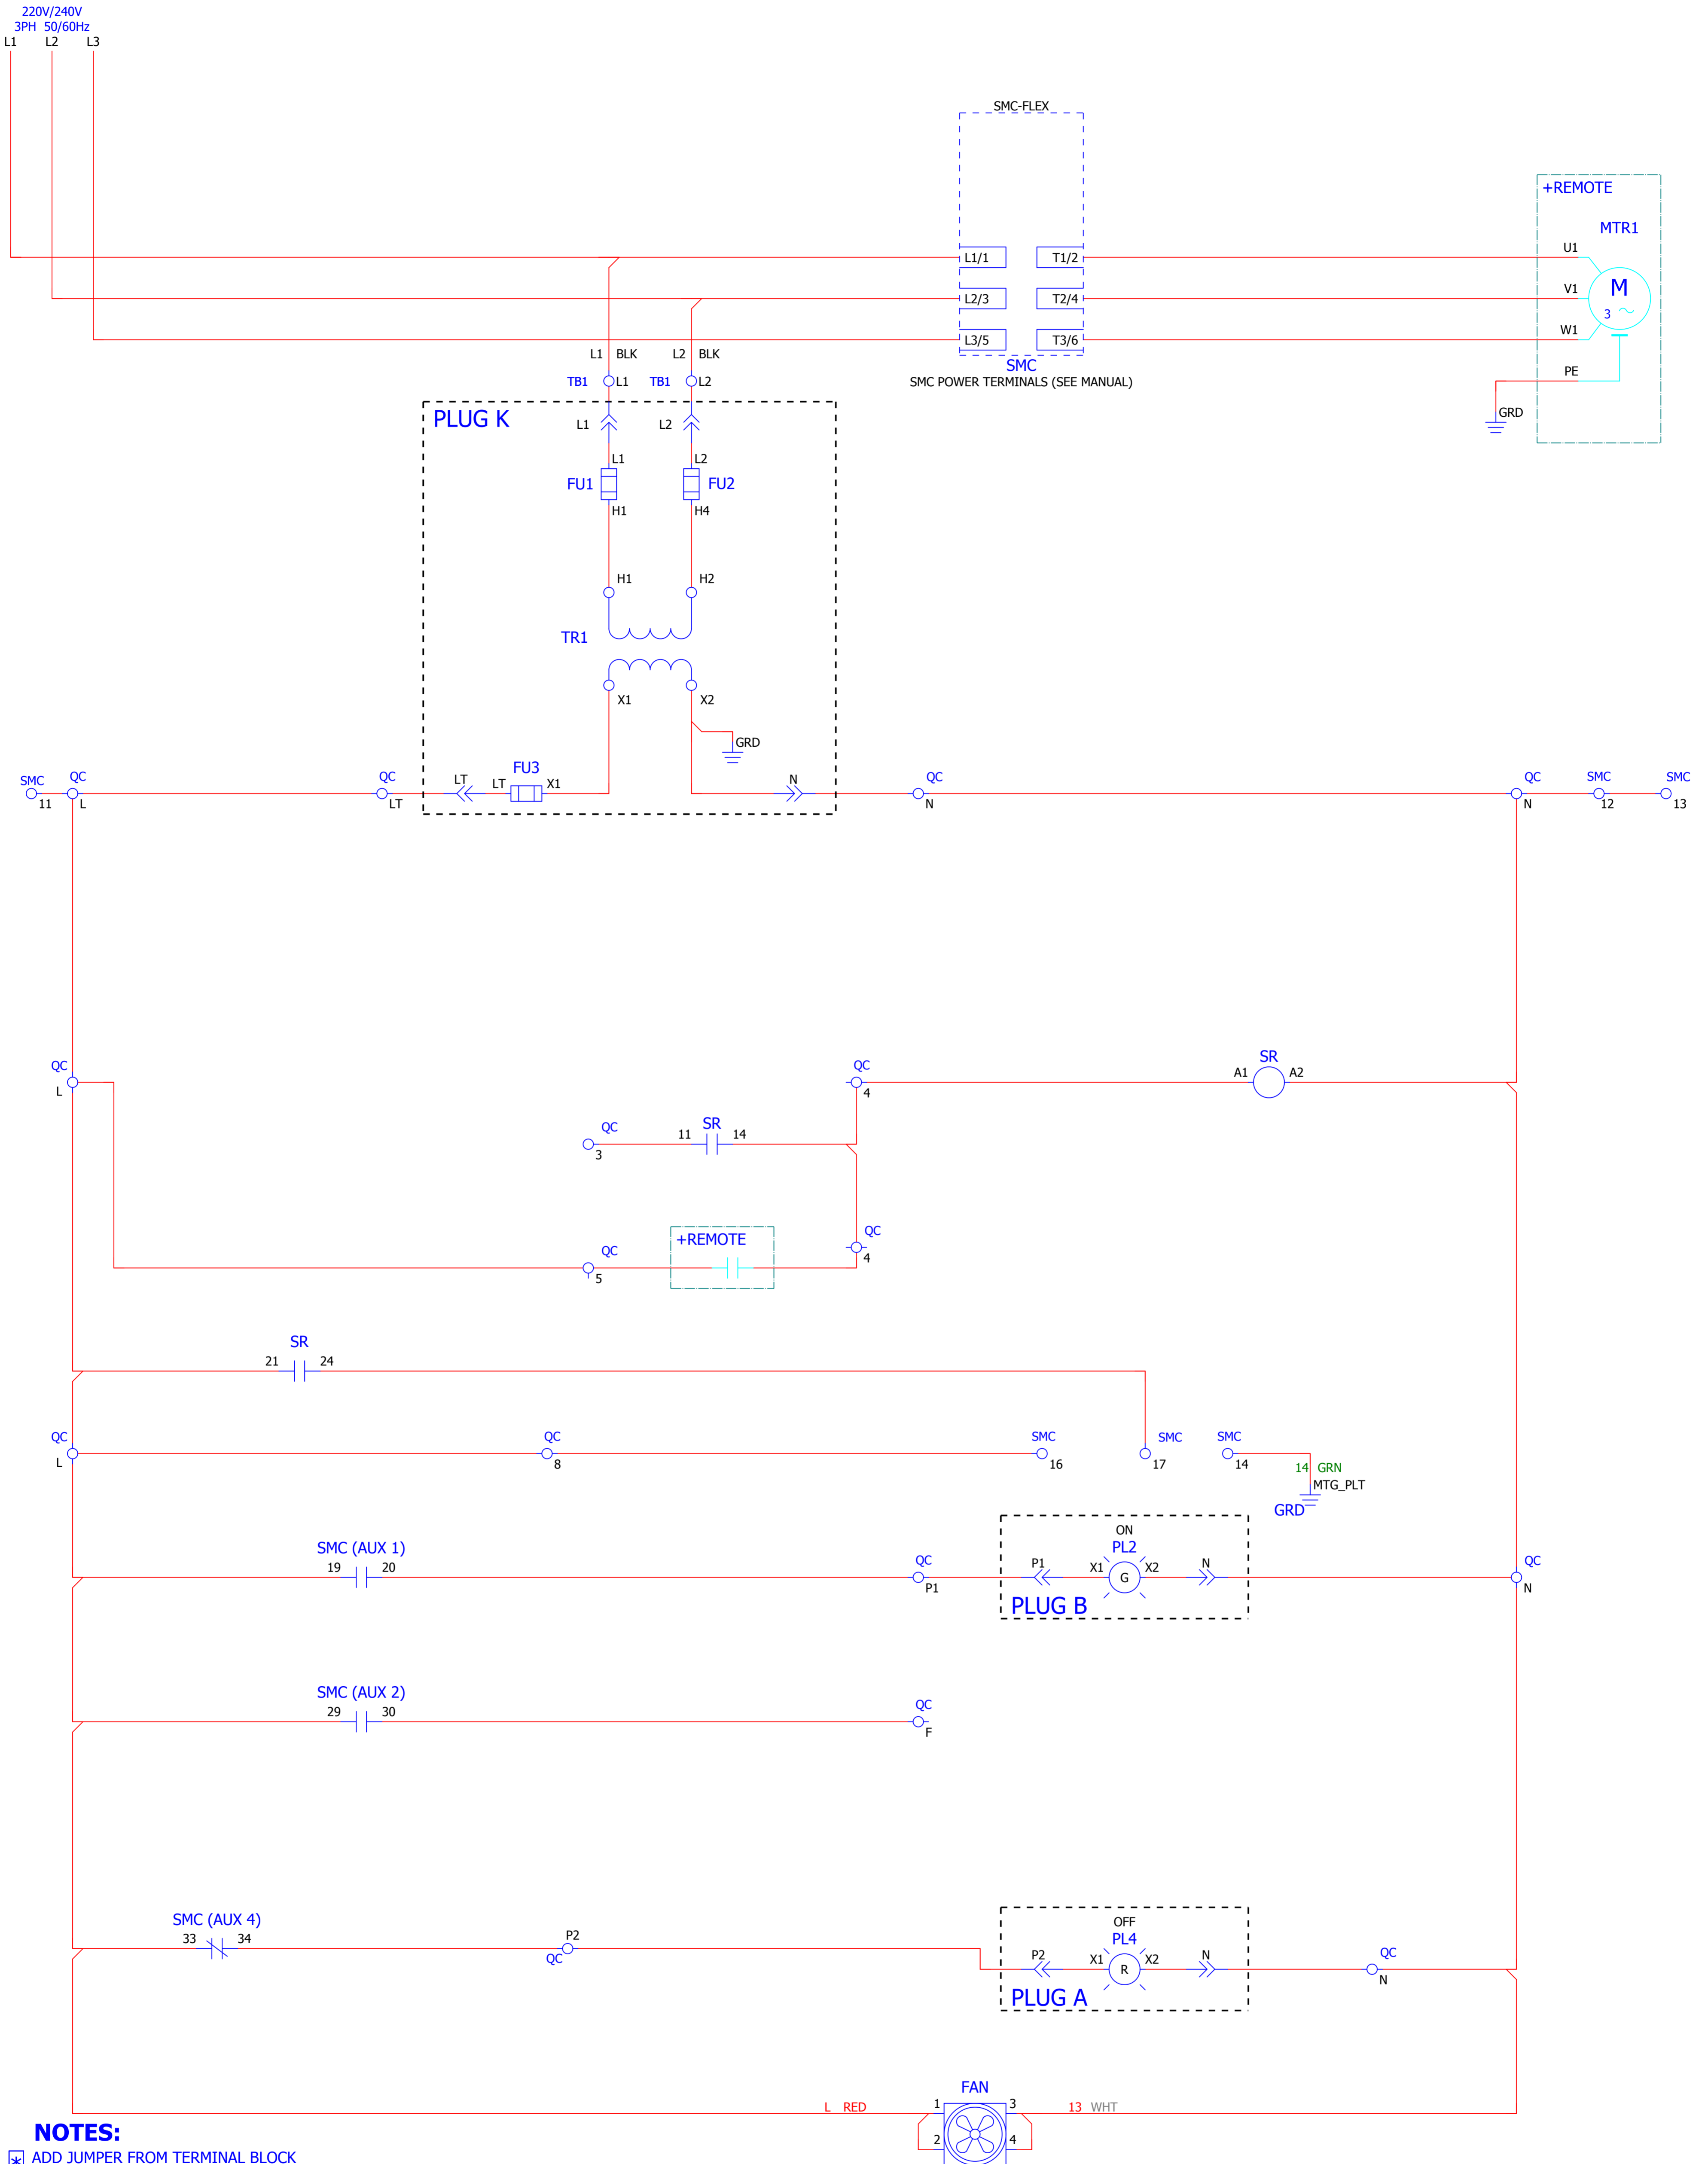 220V/240V
3PH 50/60Hz
L1 L2 L3
SMC-FLEX
+REMOTE
MTR1
U1
L1/1 T1/2
M
3
V1
L2/3 T2/4
W1
L3/5 T3/6
L1 BLK L2 BLK
SMC
SMC POWER TERMINALS (SEE MANUAL)
PE
TB1 L1 TB1 L2
GRD
PLUG K
L1 L2
L1 L2
FU1 FU2
H1 H4
H1 H2
TR1
X1 X2
GRD
FU3
SMC QC QC LT LT X1 N QC QC SMC SMC
11 L LT N N 12 13
QC QC SR
L 4 A1 A2
QC SR
3 11 14
+REMOTE
QC QC
5 4
SR
21 24
QC QC SMC SMC SMC
L 8 16 17 14
14 GRN
MTG_PLT
GRD
ON
SMC (AUX 1) PL2
19 20 QC P1 X1 G X2 N QC
P1 N
PLUG B
SMC (AUX 2)
29 30 QC
F
OFF
SMC (AUX 4) PL4
33 34 P2 P2 X1 R X2 N QC
QC N
PLUG A
FAN
L RED 1 3 13 WHT
2 4
NOTES:
* ADD JUMPER FROM TERMINAL BLOCK